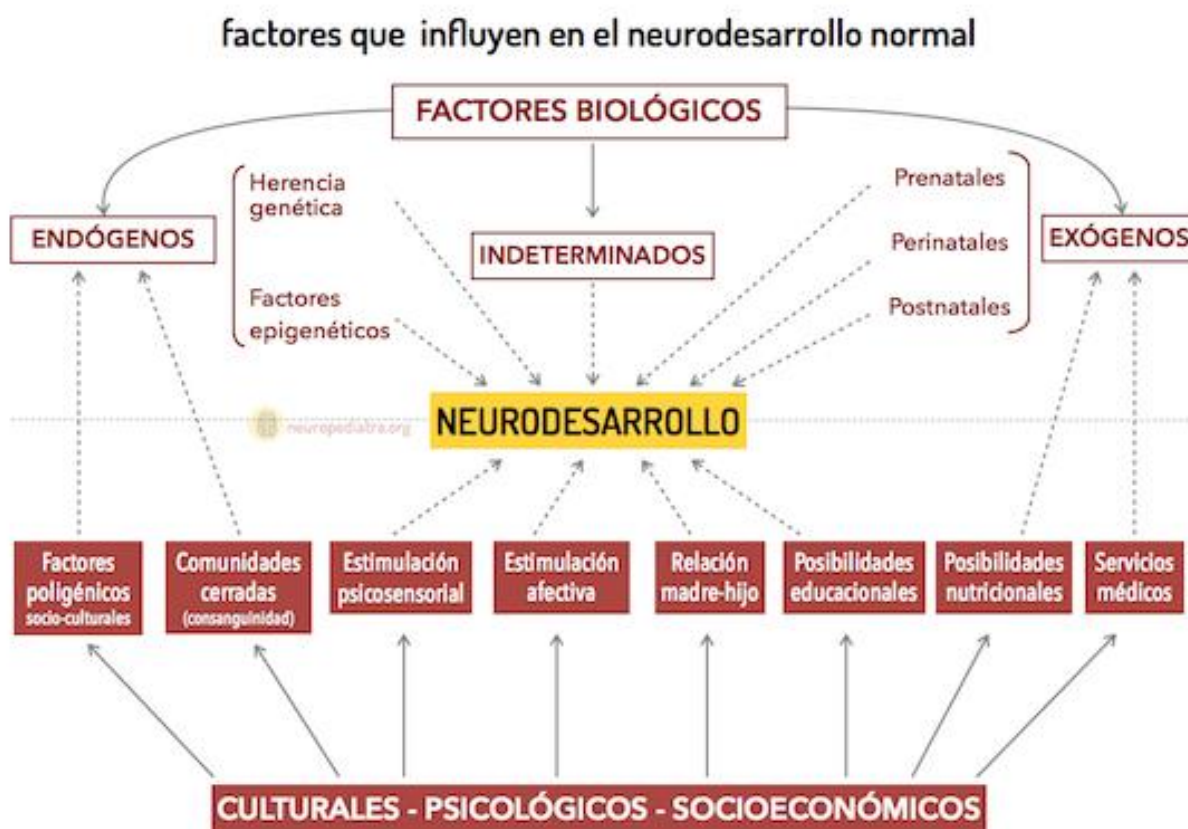 factores que influyen en el neurodesarrollo normal
FACTORES BIOLÓGICOS
Herencia
genética
Prenatales
ENDÓGENOS
INDETERMINADOS
Perinatales
EXÓGENOS
Factores
epigenéticos
Postnatales
NEURODESARROLLO
neuropediatra.org
Factores
poligénicos
socio-culturales
Comunidades
cerradas
(consanguinidad)
Estimulación
psicosensorial
Estimulación
afectiva
Relación
madre-hijo
Posibilidades
educacionales
Posibilidades
nutricionales
Servicios
médicos
CULTURALES - PSICOLÓGICOS - SOCIOECONÓMICOS